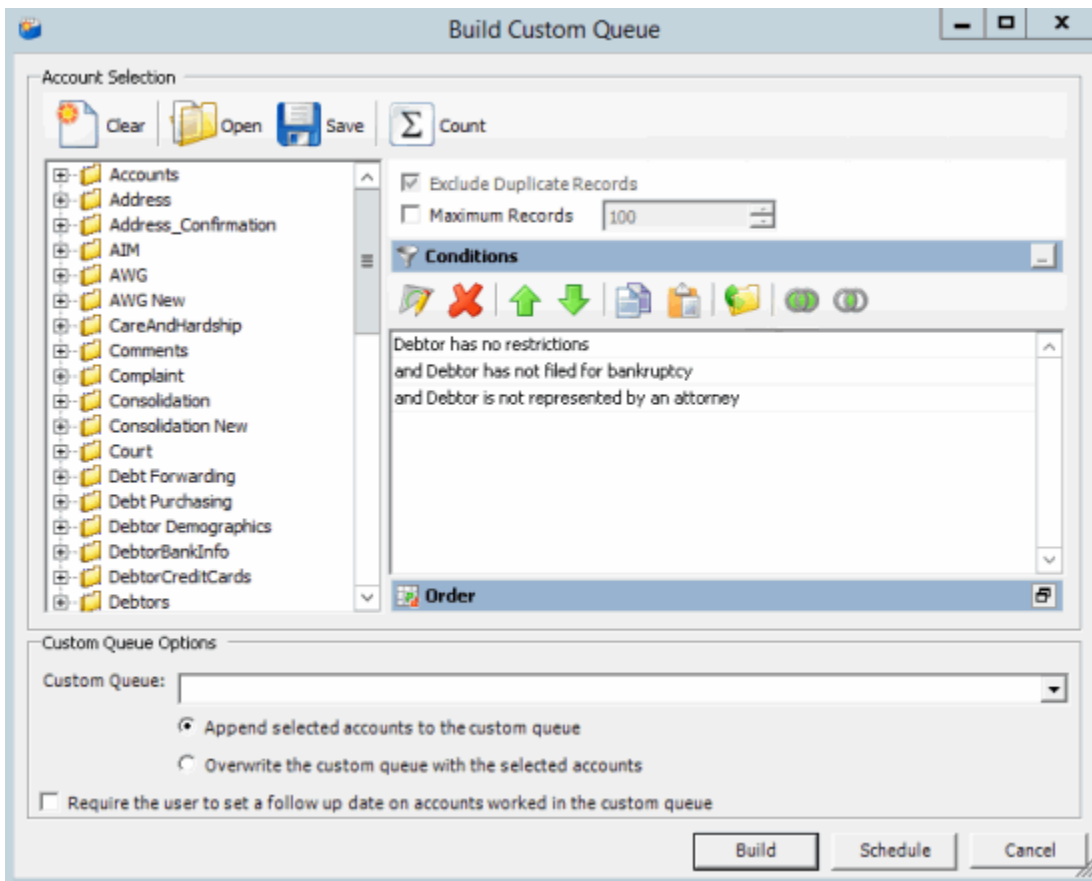 Build Custom Queue
Account Selection
Clear
Open
Save
Count
Accounts
Address
Address_Confirmation
AIM
AWG
AWG New
CareAndHardship
Comments
Complaint
Consolidation
Consolidation New
Court
Debt Forwarding
Debt Purchasing
Debtor Demographics
DebtorBankInfo
DebtorCreditCards
Debtors
Exclude Duplicate Records
Maximum Records 100
Conditions
Debtor has no restrictions
and Debtor has not filed for bankruptcy
and Debtor is not represented by an attorney
Order
Custom Queue Options
Custom Queue:
Append selected accounts to the custom queue
Overwrite the custom queue with the selected accounts
Require the user to set a follow up date on accounts worked in the custom queue
Build Schedule Cancel